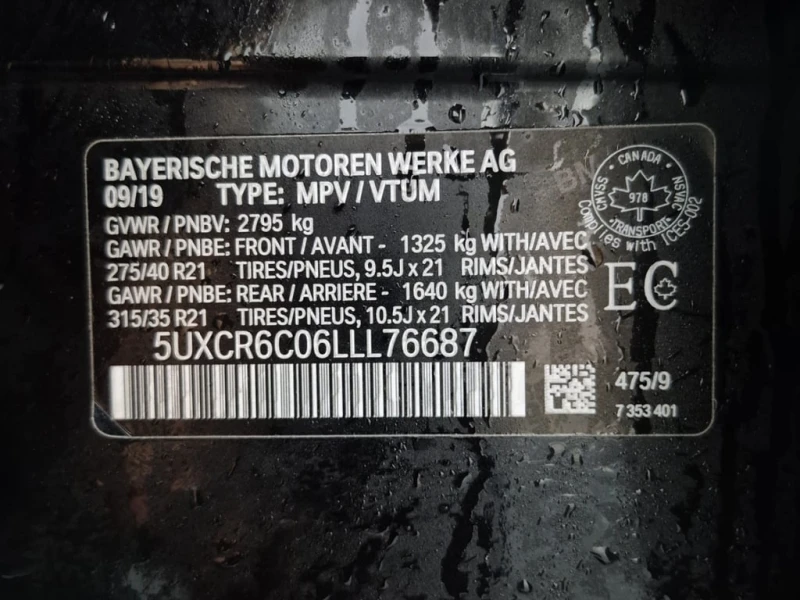 BAYERISCHE MOTOREN WERKE AG
09/19 TYPE: MPV / VTUM
GVWR / PNBV: 2795 kg
GAWR / PNBE: FRONT / AVANT - 1325 kg WITH/AVEC
275/40 R21 TIRES/PNEUS, 9.5J x 21 RIMS/JANTES
GAWR / PNBE: REAR / ARRIERE - 1640 kg WITH/AVEC
315/35 R21 TIRES/PNEUS, 10.5J x 21 RIMS/JANTES
5UXCR6C06LLL76687
CANADA
NSVAC
TRANSPORT
CMVSS
978
Complies with ICES-002
EC
475/9
7 353 401